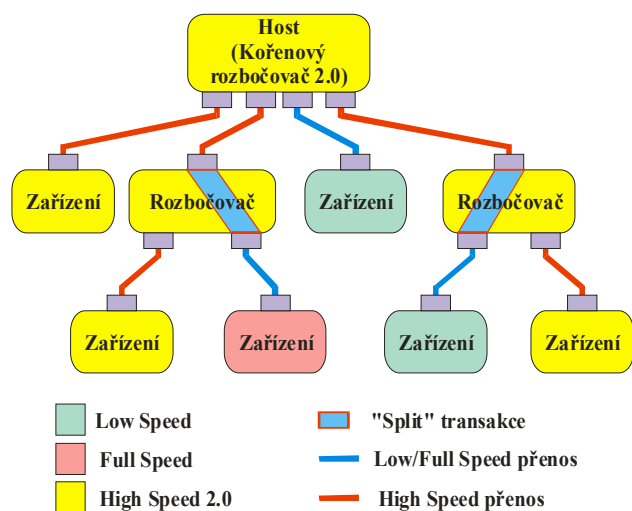 Host
(Kořenový
rozbočovač 2.0)
Zařízení
Rozbočovač
Zařízení
Rozbočovač
Zařízení
Zařízení
Zařízení
Zařízení
Low Speed
"Split" transakce
Full Speed
Low/Full Speed přenos
High Speed 2.0
High Speed přenos